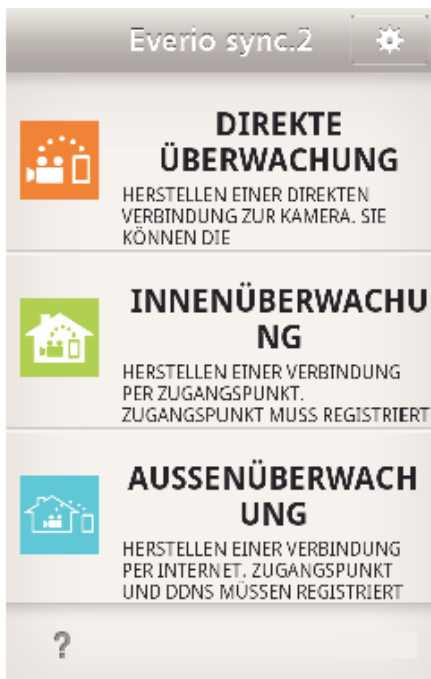 Everio sync.2
DIREKTE
ÜBERWACHUNG
HERSTELLEN EINER DIREKTEN
VERBINDUNG ZUR KAMERA. SIE
KÖNNEN DIE
INNENÜBERWACHU
NG
HERSTELLEN EINER VERBINDUNG
PER ZUGANGSPUNKT.
ZUGANGSPUNKT MUSS REGISTRIERT
AUSSENÜBERWACH
UNG
HERSTELLEN EINER VERBINDUNG
PER INTERNET. ZUGANGSPUNKT
UND DDNS MÜSSEN REGISTRIERT
?